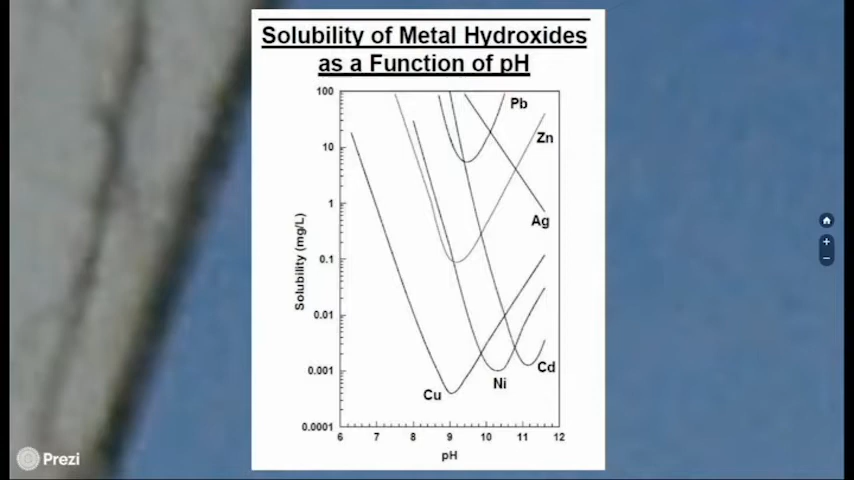 Solubility of Metal Hydroxides
as a Function of pH
100
10
1
0.1
0.01
0.001
0.0001
Solubility (mg/L)
Pb
Zn
Ag
Cd
Ni
Cu
6 7 8 9 10 11 12
pH
Prezi